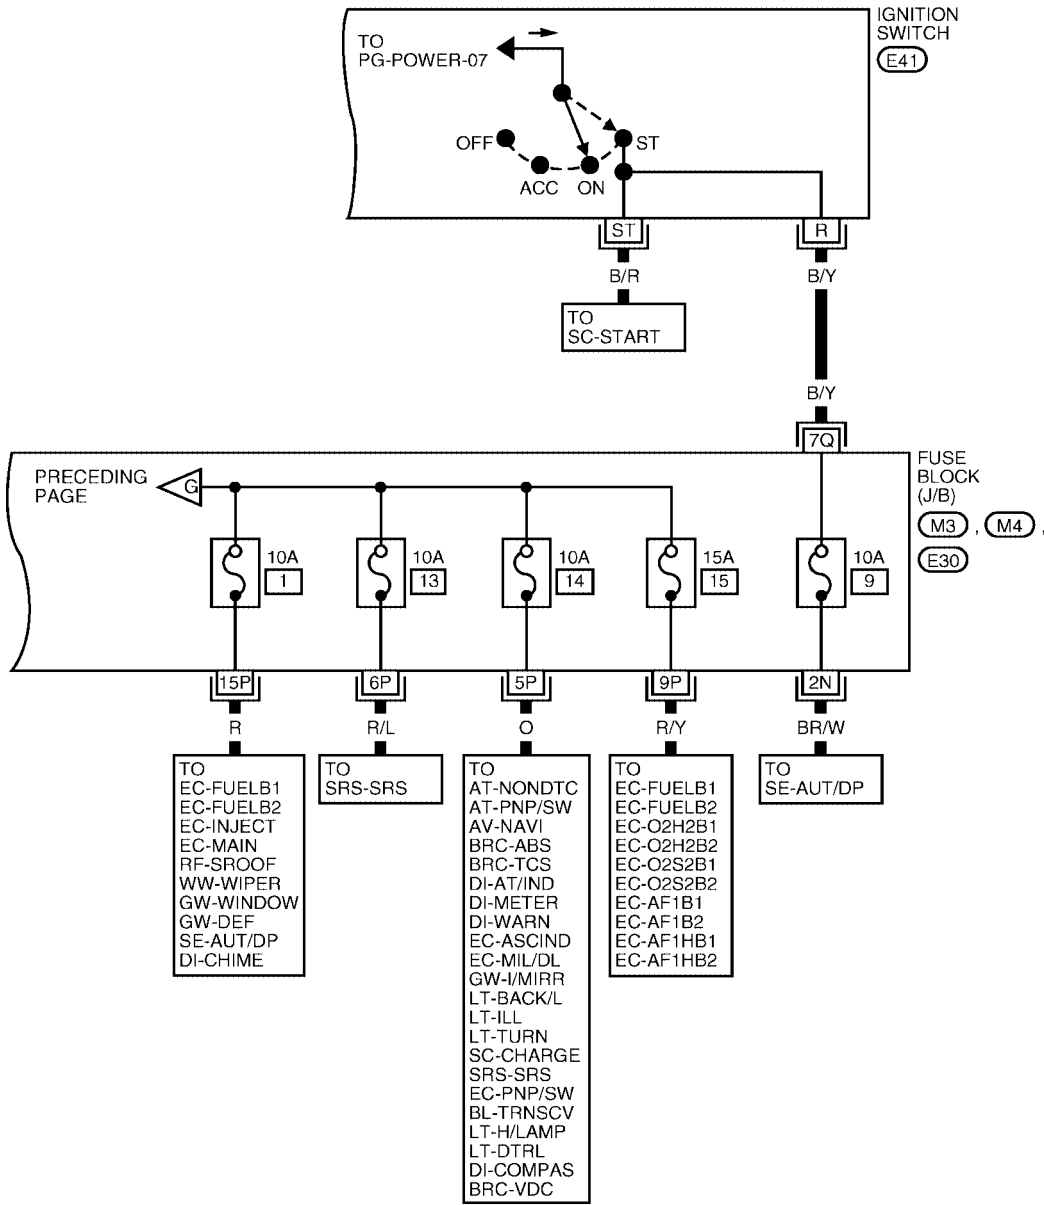 IGNITION
SWITCH
E41
TO
PG-POWER-07
OFF
ACC
ON
ST
ST
R
B/R
B/Y
TO
SC-START
B/Y
7Q
FUSE
BLOCK
(J/B)
M3 , M4 ,
E30
PRECEDING
PAGE
G
10A
1
10A
13
10A
14
15A
15
10A
9
15P
6P
5P
9P
2N
R
R/L
O
R/Y
BR/W
TO
EC-FUELB1
EC-FUELB2
EC-INJECT
EC-MAIN
RF-SROOF
WW-WIPER
GW-WINDOW
GW-DEF
SE-AUT/DP
DI-CHIME
TO
SRS-SRS
TO
AT-NONDTC
AT-PNP/SW
AV-NAVI
BRC-ABS
BRC-TCS
DI-AT/IND
DI-METER
DI-WARN
EC-ASCIND
EC-MIL/DL
GW-I/MIRR
LT-BACK/L
LT-ILL
LT-TURN
SC-CHARGE
SRS-SRS
EC-PNP/SW
BL-TRNSCV
LT-H/LAMP
LT-DTRL
DI-COMPAS
BRC-VDC
TO
EC-FUELB1
EC-FUELB2
EC-O2H2B1
EC-O2H2B2
EC-O2S2B1
EC-O2S2B2
EC-AF1B1
EC-AF1B2
EC-AF1HB1
EC-AF1HB2
TO
SE-AUT/DP